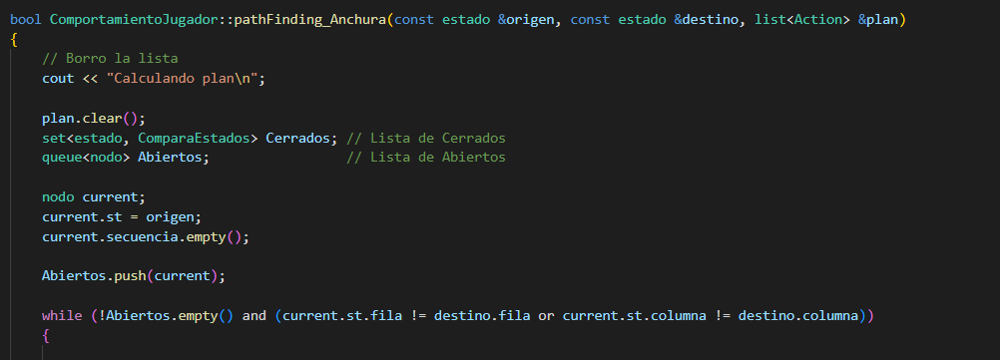 bool ComportamientoJugador::pathFinding_Anchura(const estado &origen, const estado &destino, list<Action> &plan)
{
    // Borro la lista
    cout << "Calculando plan\n";

    plan.clear();
    set<estado, ComparaEstados> Cerrados; // Lista de Cerrados
    queue<nodo> Abiertos;                 // Lista de Abiertos

    nodo current;
    current.st = origen;
    current.secuencia.empty();

    Abiertos.push(current);

    while (!Abiertos.empty() and (current.st.fila != destino.fila or current.st.columna != destino.columna))
    {